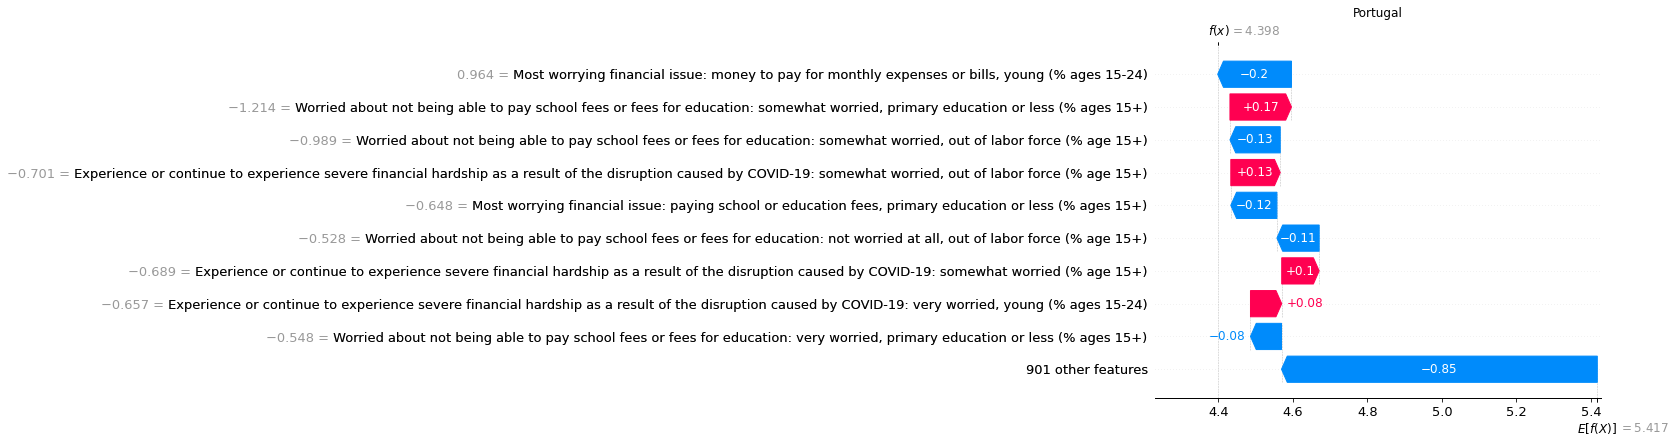 Portugal
f(x) = 4.398
0.964 = Most worrying financial issue: money to pay for monthly expenses or bills, young (% ages 15-24) −0.2
−1.214 = Worried about not being able to pay school fees or fees for education: somewhat worried, primary education or less (% ages 15+) +0.17
−0.989 = Worried about not being able to pay school fees or fees for education: somewhat worried, out of labor force (% age 15+) −0.13
−0.701 = Experience or continue to experience severe financial hardship as a result of the disruption caused by COVID-19: somewhat worried, out of labor force (% age 15+) +0.13
−0.648 = Most worrying financial issue: paying school or education fees, primary education or less (% ages 15+) −0.12
−0.528 = Worried about not being able to pay school fees or fees for education: not worried at all, out of labor force (% age 15+) −0.11
−0.689 = Experience or continue to experience severe financial hardship as a result of the disruption caused by COVID-19: somewhat worried (% age 15+) +0.1
−0.657 = Experience or continue to experience severe financial hardship as a result of the disruption caused by COVID-19: very worried, young (% ages 15-24) +0.08
−0.548 = Worried about not being able to pay school fees or fees for education: very worried, primary education or less (% ages 15+) −0.08
901 other features −0.85
4.4 4.6 4.8 5.0 5.2 5.4
E[f(X)] = 5.417